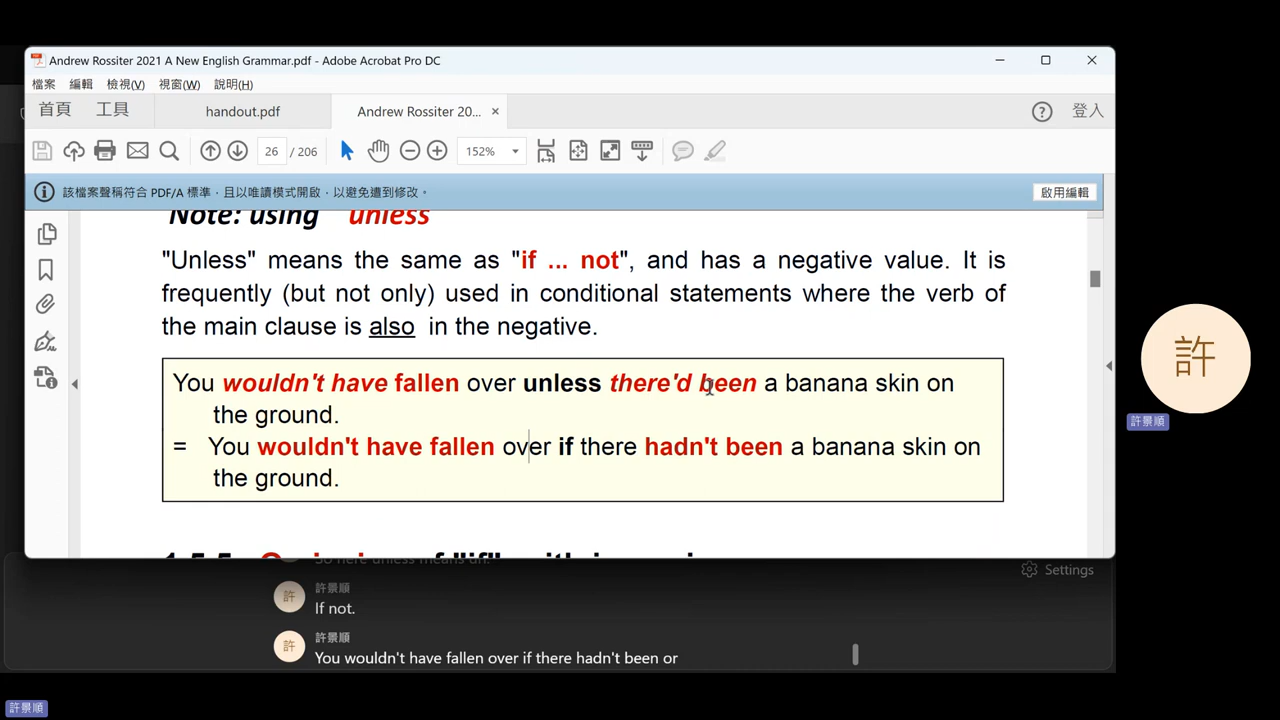 Andrew Rossiter 2021 A New English Grammar.pdf - Adobe Acrobat Pro DC
檔案 編輯 檢視(V) 視窗(W) 說明(H)
首頁 工具 handout.pdf Andrew Rossiter 20... × 登入
26 / 206 152%
該檔案聲稱符合 PDF/A 標準，且以唯讀模式開啟，以避免遭到修改。 啟用編輯
Note: using unless
"Unless" means the same as "if ... not", and has a negative value. It is
frequently (but not only) used in conditional statements where the verb of
the main clause is also in the negative.
You wouldn't have fallen over unless there'd been a banana skin on
the ground.
= You wouldn't have fallen over if there hadn't been a banana skin on
the ground.
So here unless means un.
Settings
許景順
許
If not.
許景順
許
You wouldn't have fallen over if there hadn't been or
許
許景順
許景順